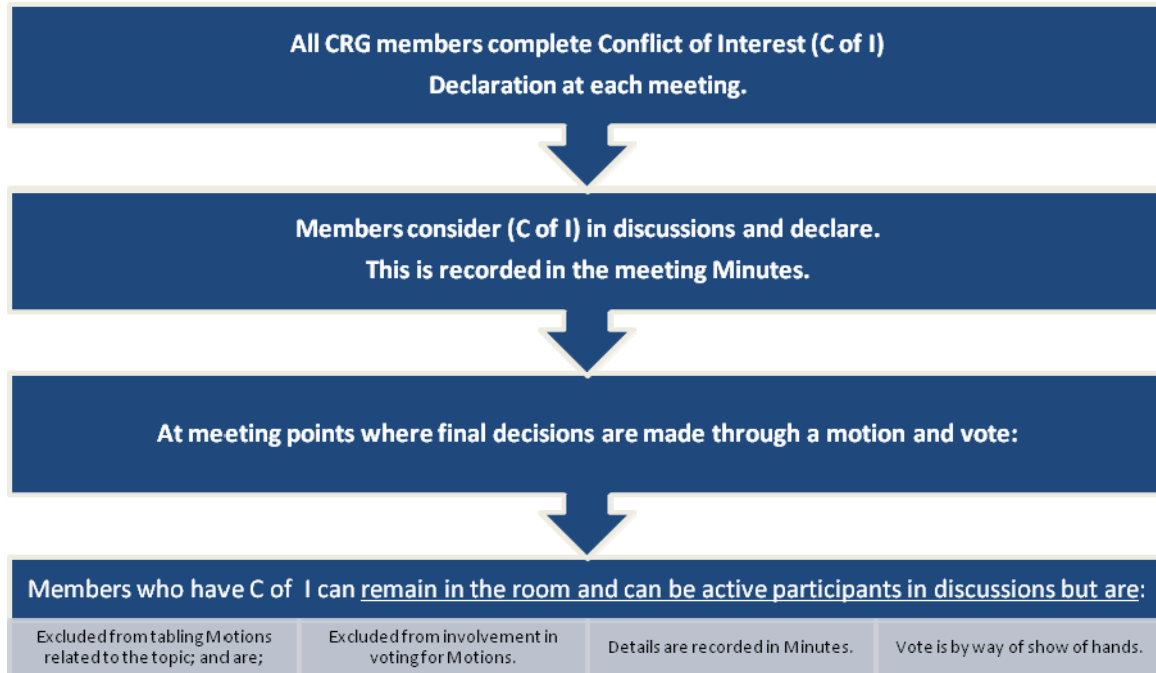 All CRG members complete Conflict of Interest (C of I)
Declaration at each meeting.
Members consider (C of I) in discussions and declare.
This is recorded in the meeting Minutes.
At meeting points where final decisions are made through a motion and vote:
Members who have C of I can remain in the room and can be active participants in discussions but are:
Excluded from tabling Motions
related to the topic; and are;
Excluded from involvement in
voting for Motions.
Details are recorded in Minutes.
Vote is by way of show of hands.